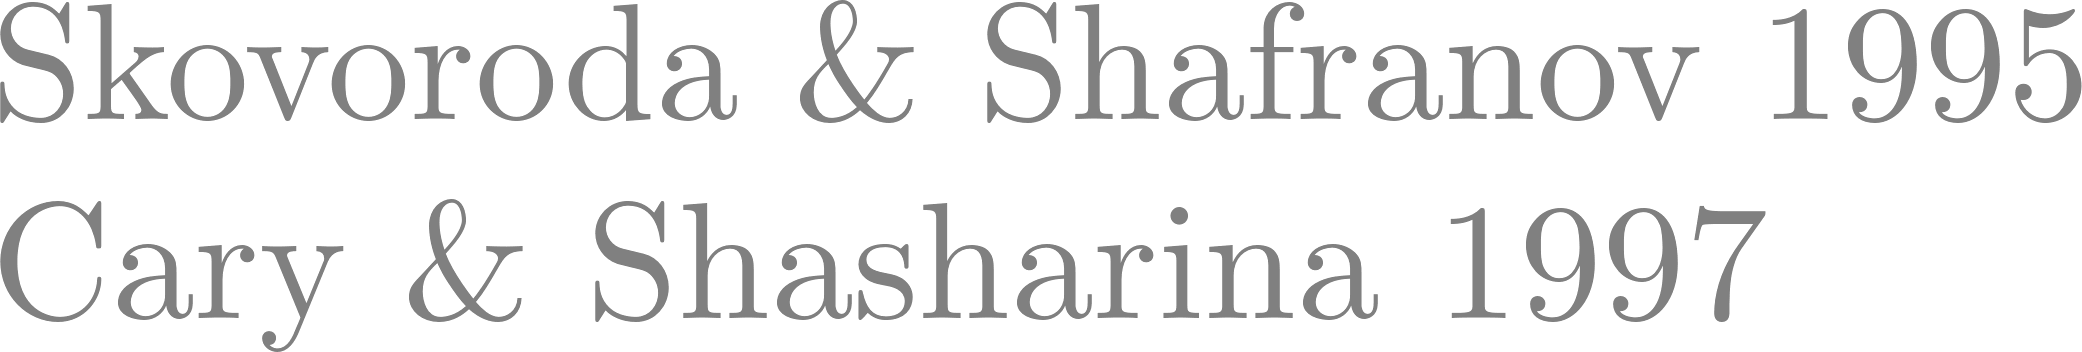 Skovoroda & Shafranov 1995
Cary & Shasharina 1997